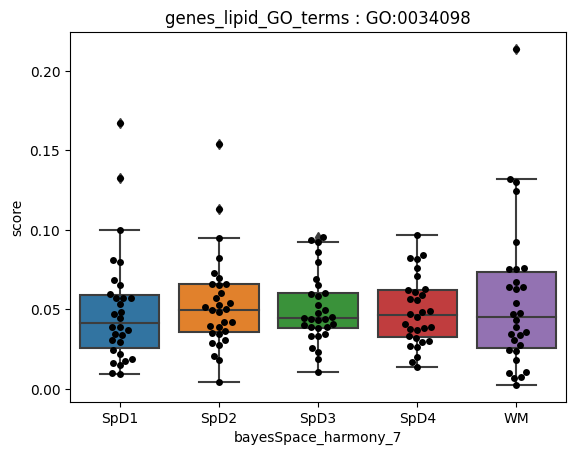 genes_lipid_GO_terms : GO:0034098
score
0.20
0.15
0.10
0.05
0.00
SpD1 SpD2 SpD3 SpD4 WM
bayesSpace_harmony_7